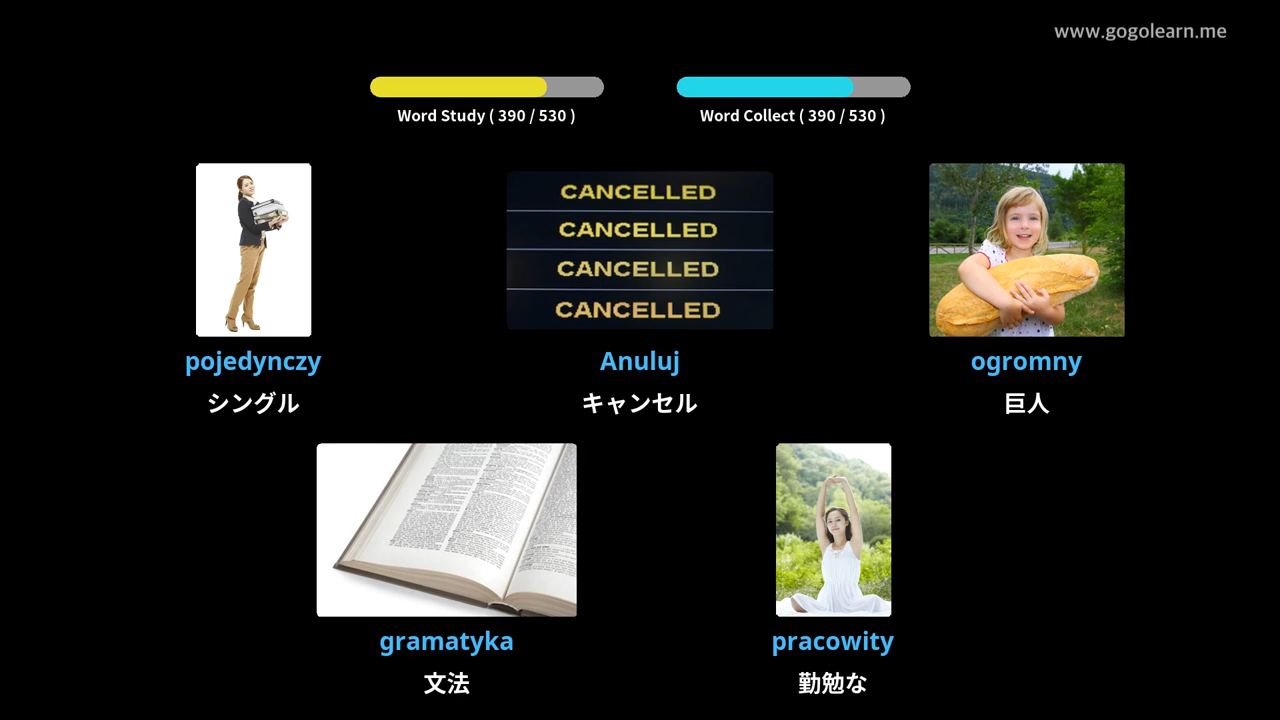 www.gogolearn.me
Word Study ( 390 / 530 )
Word Collect ( 390 / 530 )
CANCELLED
CANCELLED
CANCELLED
CANCELLED
pojedynczy
Anuluj
ogromny
シングル
キャンセル
巨人
gramatyka
pracowity
文法
勤勉な